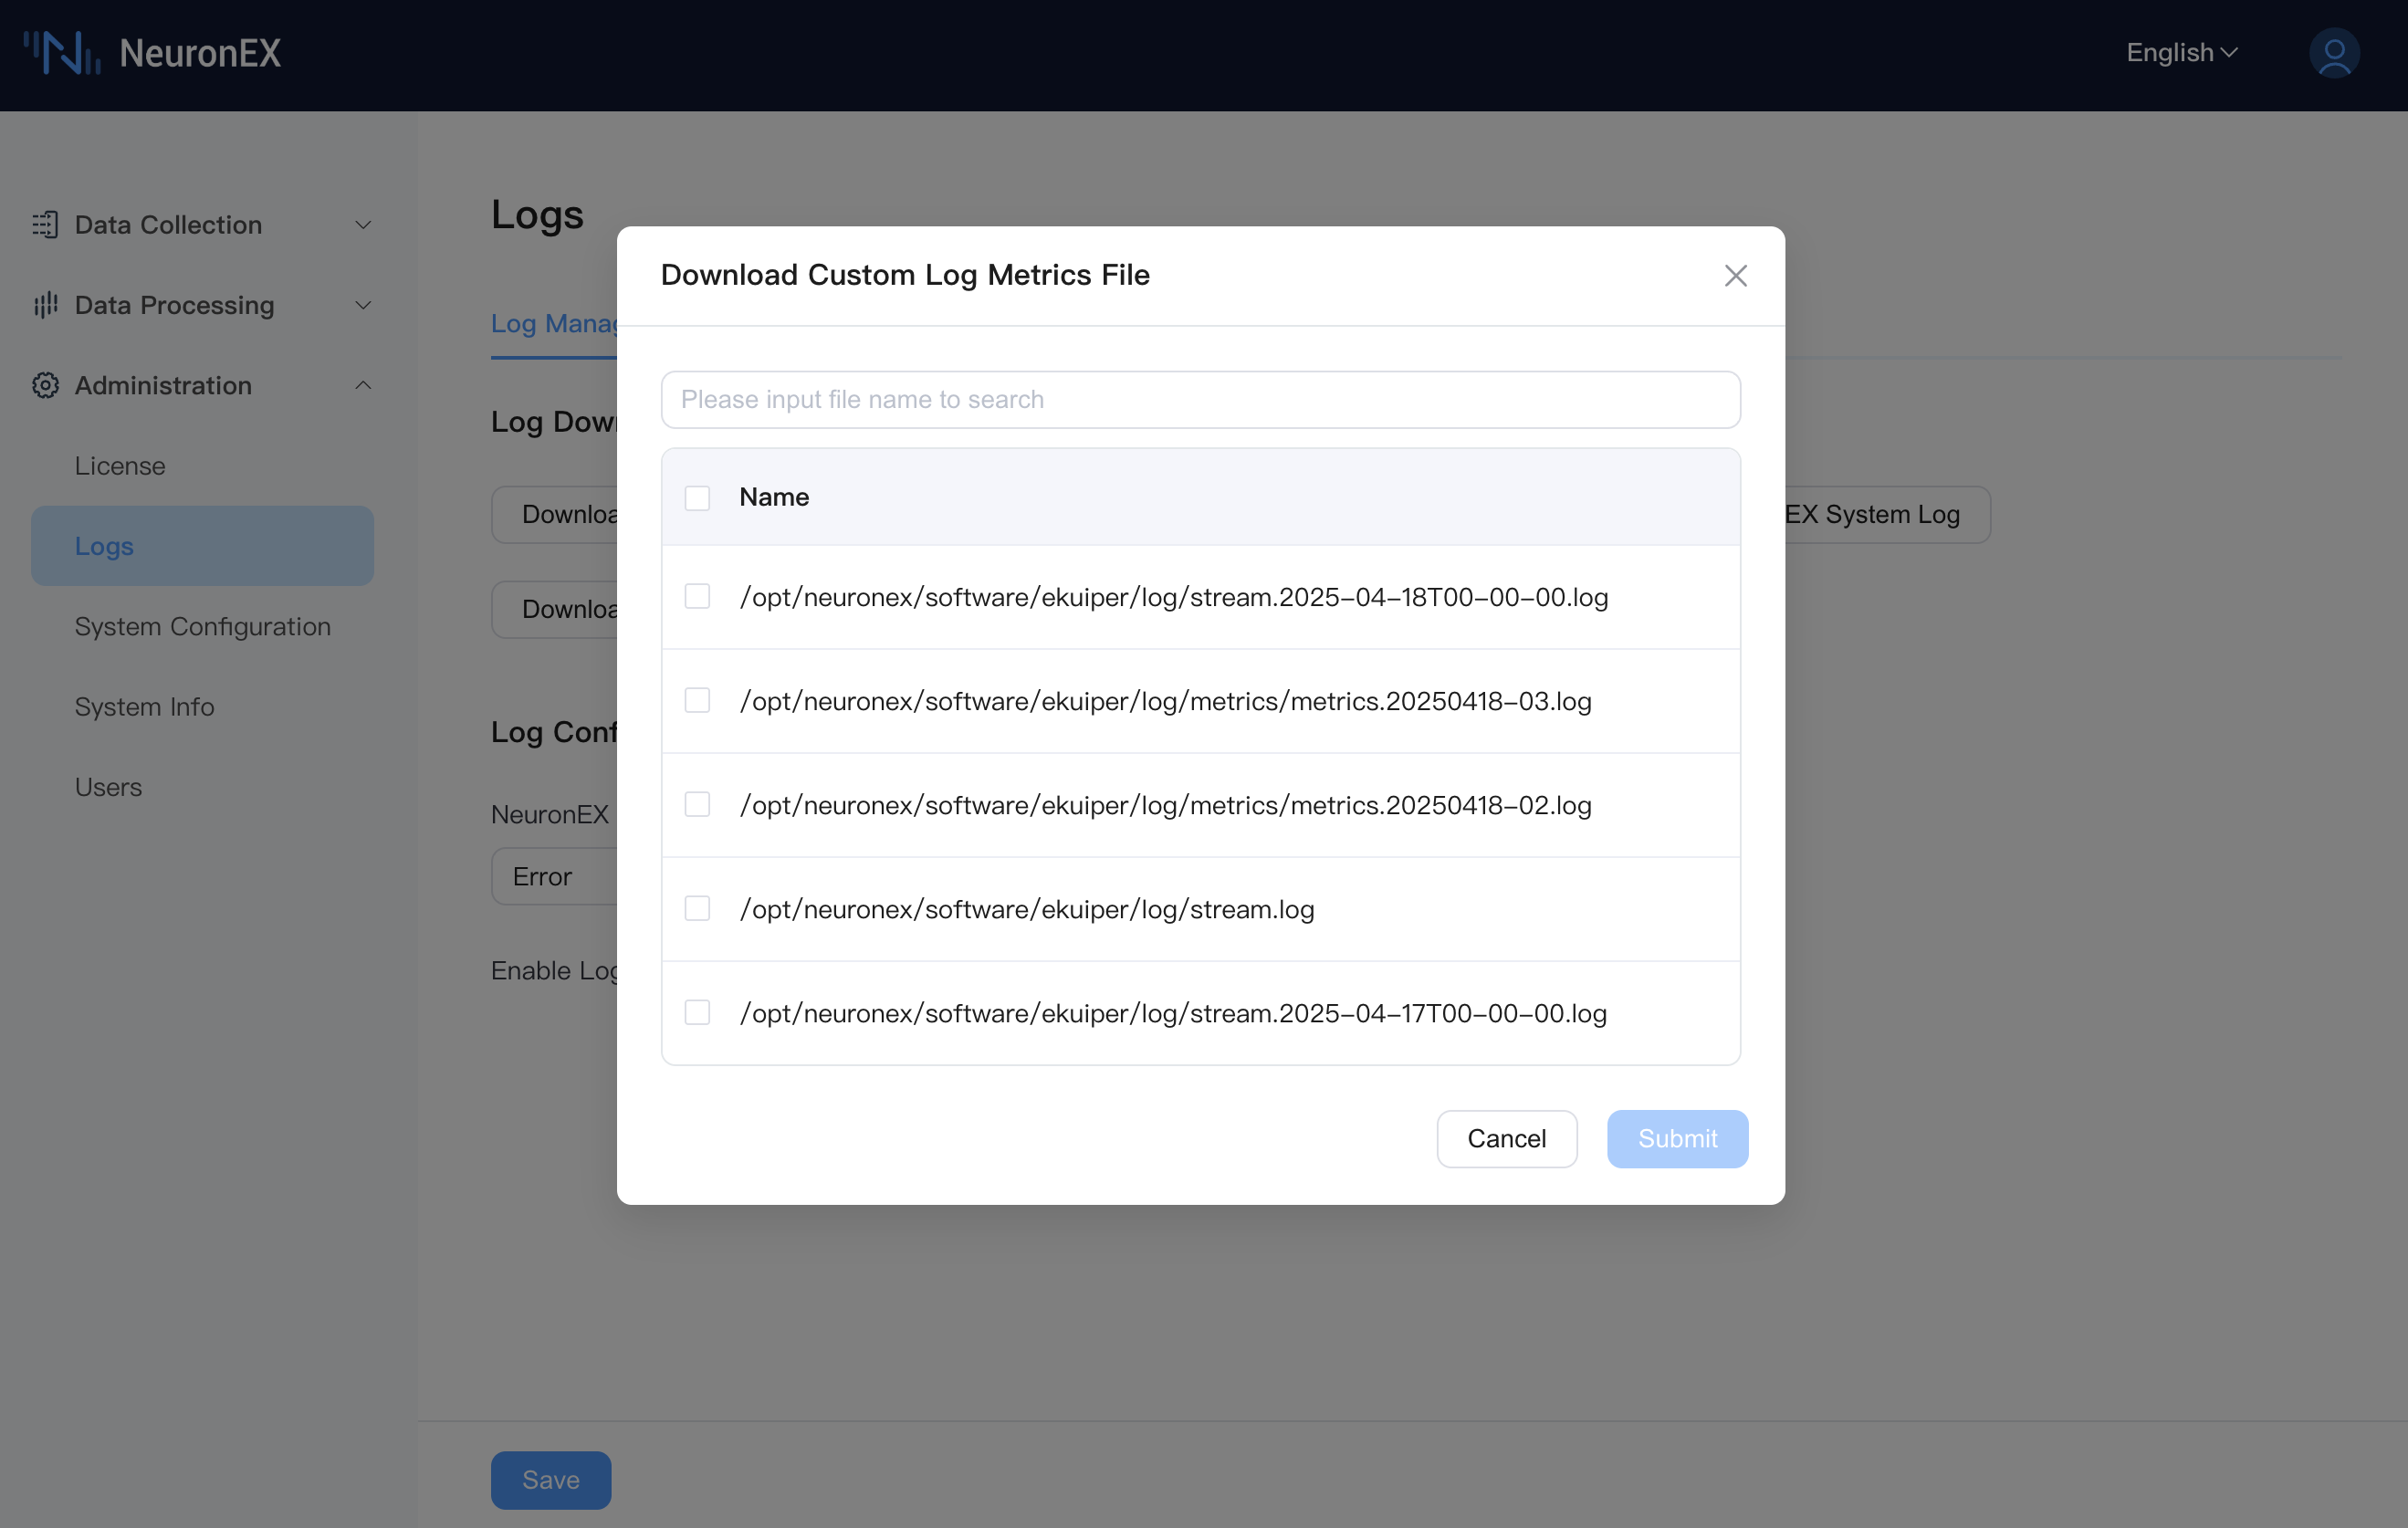 NeuronEX
English
Data Collection
Data Processing
Administration
License
Logs
System Configuration
System Info
Users
Logs
Log Manag
Log Down
Downloa
EX System Log
Downloa
Log Conf
NeuronEX
Error
Enable Log
Save
Download Custom Log Metrics File
Please input file name to search
Name
/opt/neuronex/software/ekuiper/log/stream.2025-04-18T00-00-00.log
/opt/neuronex/software/ekuiper/log/metrics/metrics.20250418-03.log
/opt/neuronex/software/ekuiper/log/metrics/metrics.20250418-02.log
/opt/neuronex/software/ekuiper/log/stream.log
/opt/neuronex/software/ekuiper/log/stream.2025-04-17T00-00-00.log
Cancel
Submit